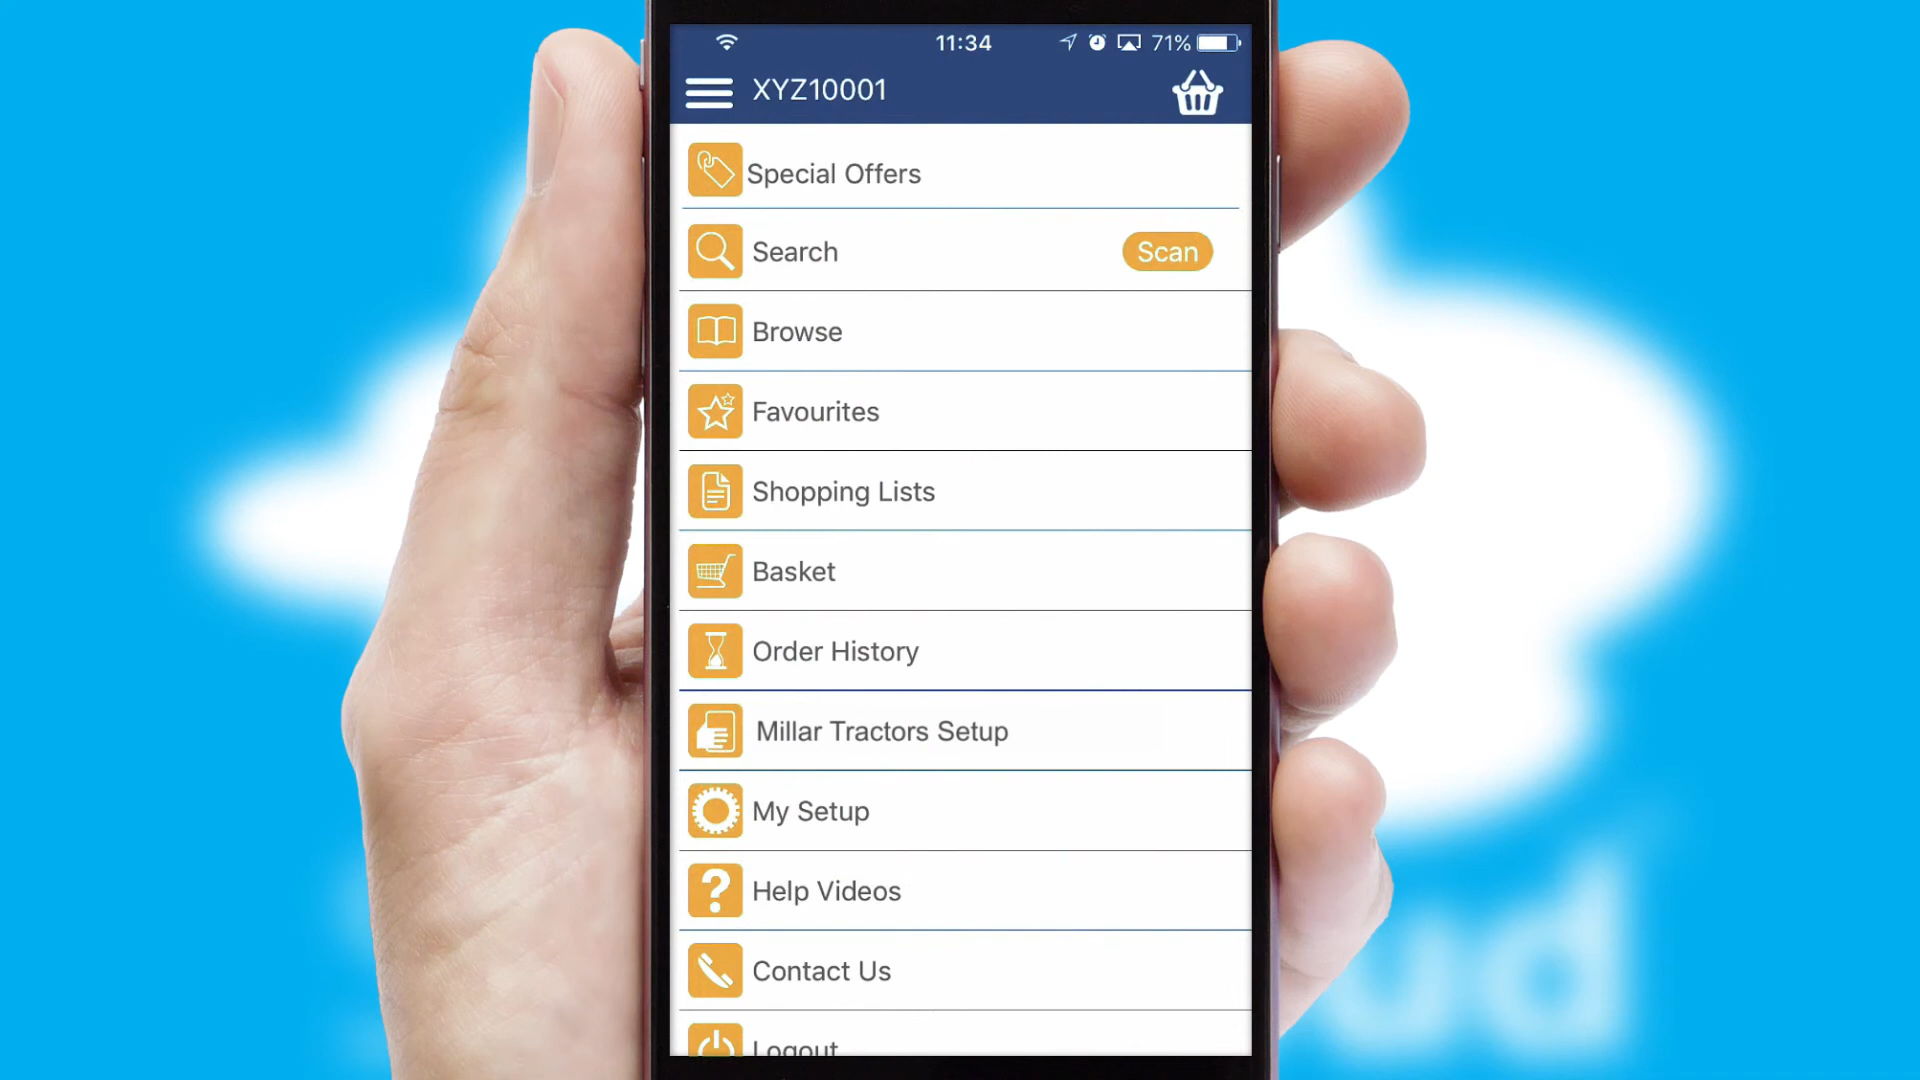 11:34
71%
XYZ10001
Special Offers
Search
Scan
Browse
Favourites
Shopping Lists
Basket
Order History
Millar Tractors Setup
My Setup
Help Videos
Contact Us
Logout